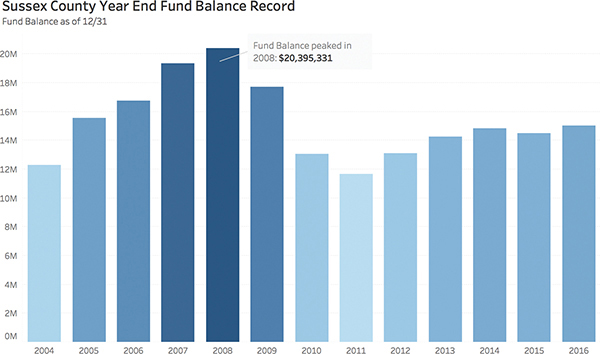 Sussex County Year End Fund Balance Record
Fund Balance as of 12/31
Fund Balance peaked in
2008: $20,395,331
20M
18M
16M
14M
12M
10M
8M
6M
4M
2M
0M
2004 2005 2006 2007 2008 2009 2010 2011 2012 2013 2014 2015 2016